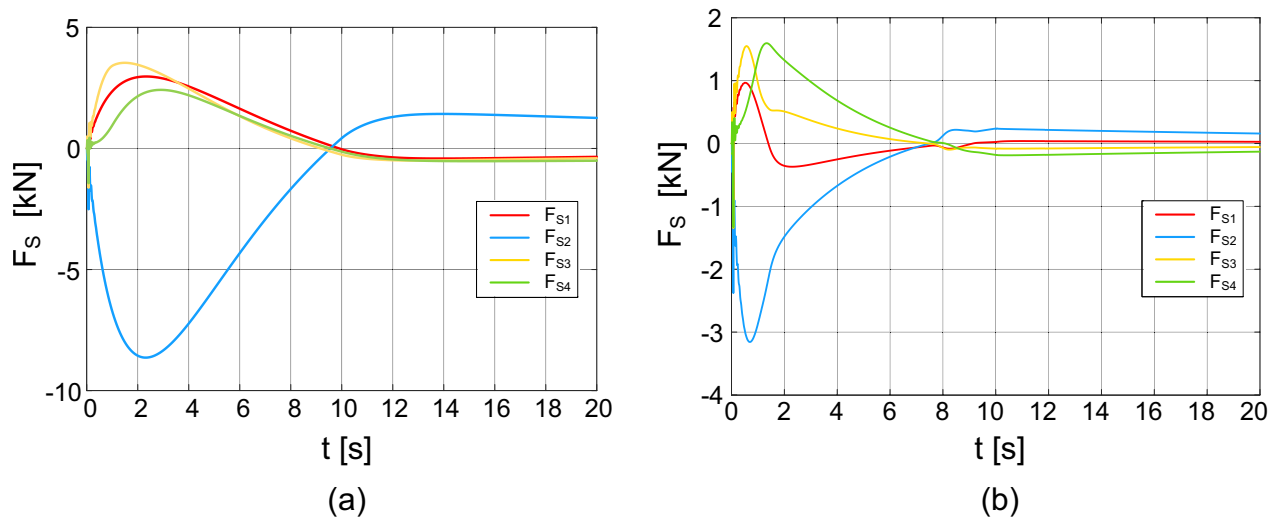 5
0
-5
-10
F_S [kN]
0 2 4 6 8 10 12 14 16 18 20
t [s]
F_S1
F_S2
F_S3
F_S4
(a)
2
1
0
-1
-2
-3
-4
F_S [kN]
0 2 4 6 8 10 12 14 16 18 20
t [s]
F_S1
F_S2
F_S3
F_S4
(b)